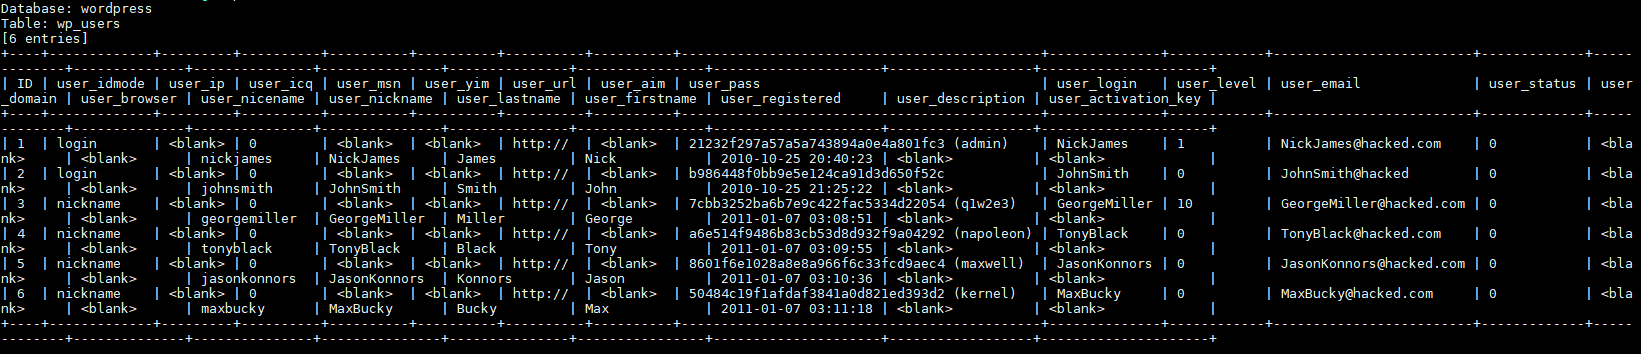 Database: wordpress
Table: wp_users
[6 entries]
+----+-------------+----------+----------+-----------+----------+----------+----------+--------------------------------------------+--------------+------------+------------------------+-------------+-----
--------+--------------+---------------+---------------+---------------+----------------+--------------------+------------------+---------------------+
| ID | user_idmode | user_ip | user_icq | user_msn | user_yim | user_url | user_aim | user_pass | user_login | user_level | user_email | user_status | user
_domain | user_browser | user_nicename | user_nickname | user_lastname | user_firstname | user_registered | user_description | user_activation_key |
+----+-------------+----------+----------+-----------+----------+----------+----------+--------------------------------------------+--------------+------------+------------------------+-------------+-----
--------+--------------+---------------+---------------+---------------+----------------+--------------------+------------------+---------------------+
| 1 | login | <blank> | 0 | <blank> | <blank> | http:// | <blank> | 21232f297a57a5a743894a0e4a801fc3 (admin) | NickJames | 1 | NickJames@hacked.com | 0 | <bla
nk> | <blank> | nickjames | NickJames | James | Nick | 2010-10-25 20:40:23 | <blank> | <blank> |
| 2 | login | <blank> | 0 | <blank> | <blank> | http:// | <blank> | b986448f0bb9e5e124ca91d3d650f52c | JohnSmith | 0 | JohnSmith@hacked | 0 | <bla
nk> | <blank> | johnsmith | JohnSmith | Smith | John | 2010-10-25 21:25:22 | <blank> | <blank> |
| 3 | nickname | <blank> | 0 | <blank> | <blank> | http:// | <blank> | 7cbb3252ba6b7e9c422fac5334d22054 (q1w2e3) | GeorgeMiller | 10 | GeorgeMiller@hacked.com | 0 | <bla
nk> | <blank> | georgemiller | GeorgeMiller | Miller | George | 2011-01-07 03:08:51 | <blank> | <blank> |
| 4 | nickname | <blank> | 0 | <blank> | <blank> | http:// | <blank> | a6e514f9486b83cb53d8d932f9a04292 (napoleon) | TonyBlack | 0 | TonyBlack@hacked.com | 0 | <bla
nk> | <blank> | tonyblack | TonyBlack | Black | Tony | 2011-01-07 03:09:55 | <blank> | <blank> |
| 5 | nickname | <blank> | 0 | <blank> | <blank> | http:// | <blank> | 8601f6e1028a8e8a966f6c33fcd9aec4 (maxwell) | JasonKonnors | 0 | JasonKonnors@hacked.com | 0 | <bla
nk> | <blank> | jasonkonnors | JasonKonnors | Konnors | Jason | 2011-01-07 03:10:36 | <blank> | <blank> |
| 6 | nickname | <blank> | 0 | <blank> | <blank> | http:// | <blank> | 50484c19f1afdaf3841a0d821ed393d2 (kernel) | MaxBucky | 0 | MaxBucky@hacked.com | 0 | <bla
nk> | <blank> | maxbucky | MaxBucky | Bucky | Max | 2011-01-07 03:11:18 | <blank> | <blank> |
+----+-------------+----------+----------+-----------+----------+----------+----------+--------------------------------------------+--------------+------------+------------------------+-------------+-----
--------+--------------+---------------+---------------+---------------+----------------+--------------------+------------------+---------------------+